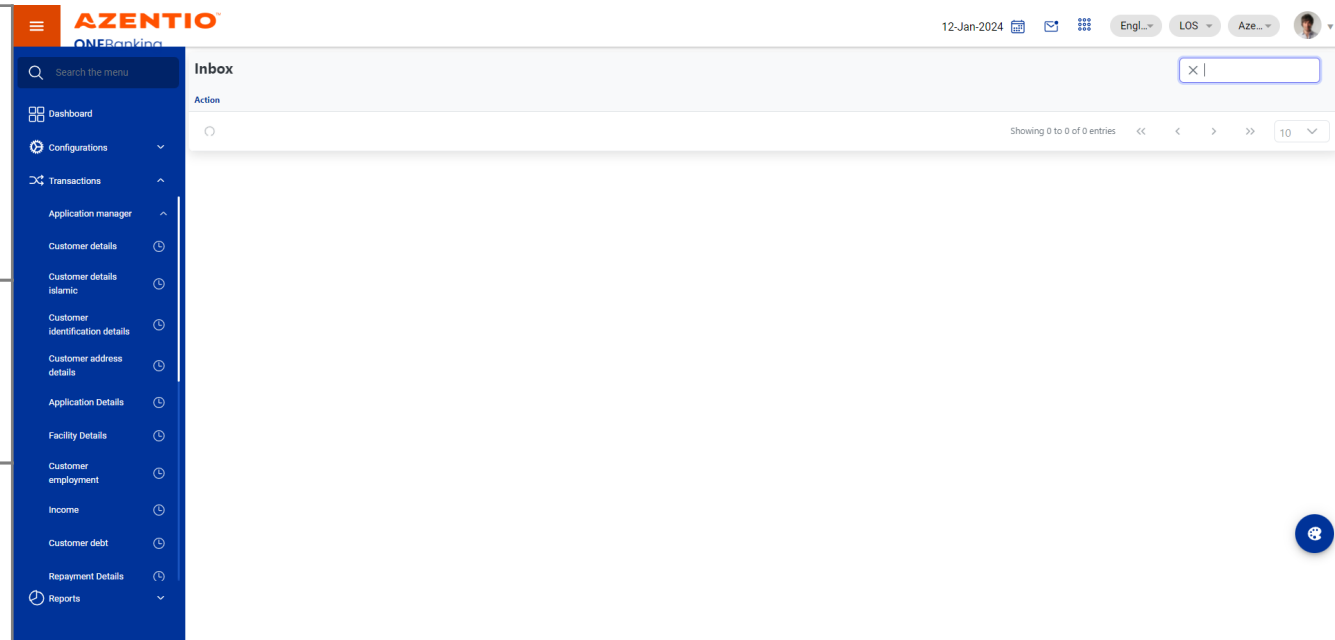 AZENTIO
ONEBanking
12-Jan-2024
Engl...
LOS
Aze...
Search the menu
Dashboard
Configurations
Transactions
Application manager
Customer details
Customer details
islamic
Customer
identification details
Customer address
details
Application Details
Facility Details
Customer
employment
Income
Customer debt
Repayment Details
Reports
Inbox
Action
Showing 0 to 0 of 0 entries
10